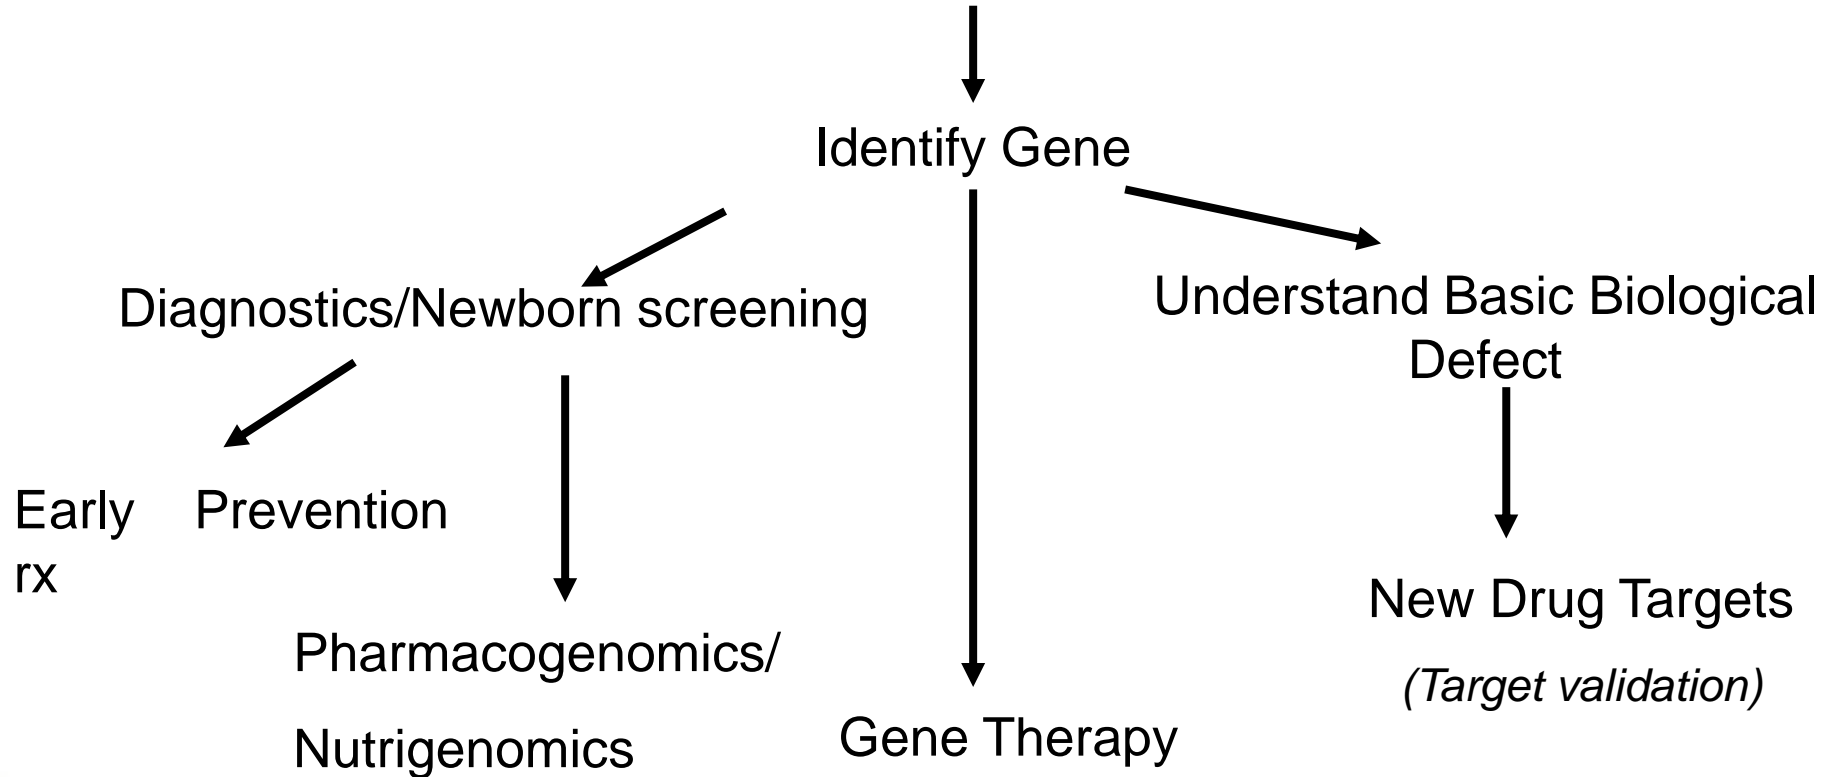 Identify Gene
Diagnostics/Newborn screening
Understand Basic Biological
Defect
Early
rx
Prevention
Pharmacogenomics/
Nutrigenomics
Gene Therapy
New Drug Targets
(Target validation)